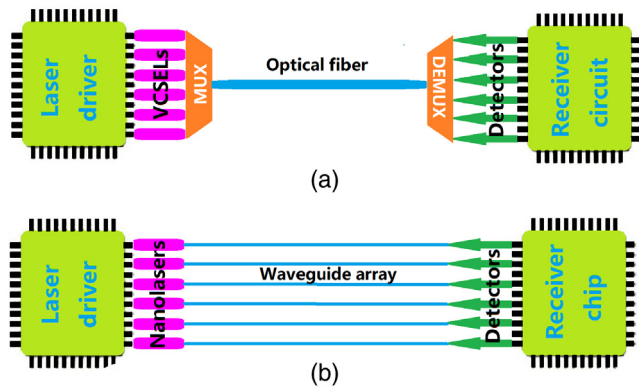 Laser
driver
VCSELs
MUX
Optical fiber
DEMUX
Detectors
Receiver
circuit
(a)
Laser
driver
Nanolasers
Waveguide array
Detectors
Receiver
chip
(b)